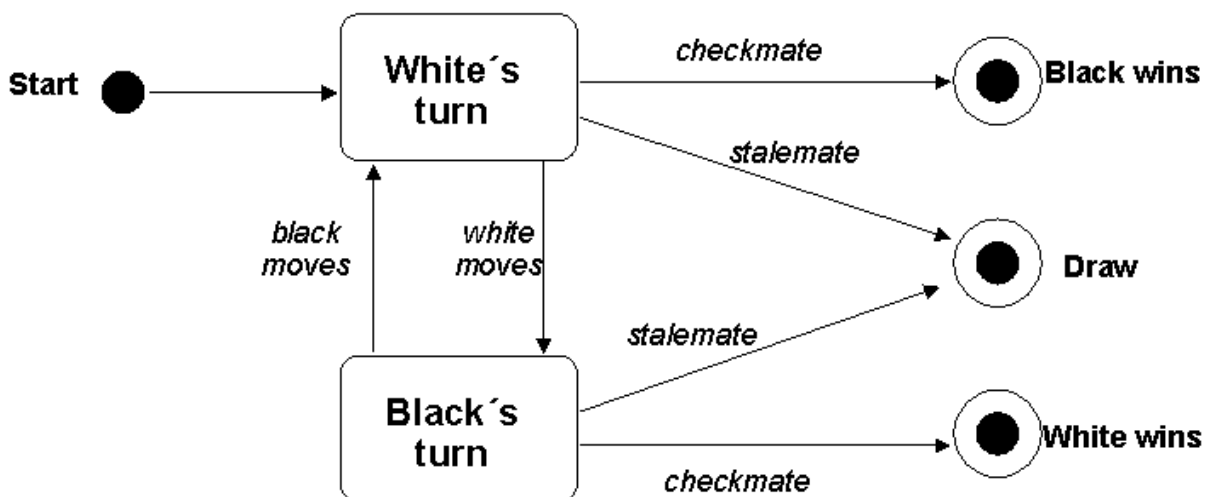 Start
White´s
turn
checkmate
Black wins
stalemate
black
moves
white
moves
Draw
stalemate
Black´s
turn
White wins
checkmate